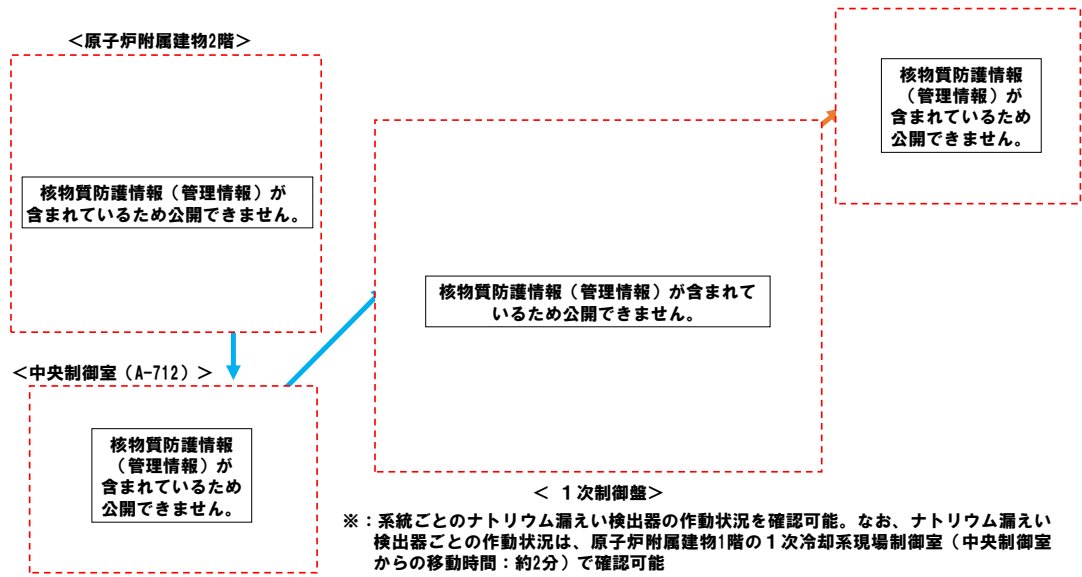 ＜原子炉附属建物2階＞
核物質防護情報（管理情報）が
含まれているため公開できません。
＜中央制御室（A-712）＞
核物質防護情報
（管理情報）が
含まれているため
公開できません。
核物質防護情報（管理情報）が含まれて
いるため公開できません。
＜ １次制御盤＞
核物質防護情報
（管理情報）が
含まれているため
公開できません。
※：系統ごとのナトリウム漏えい検出器の作動状況を確認可能。なお、ナトリウム漏えい
検出器ごとの作動状況は、原子炉附属建物1階の１次冷却系現場制御室（中央制御室
からの移動時間：約2分）で確認可能